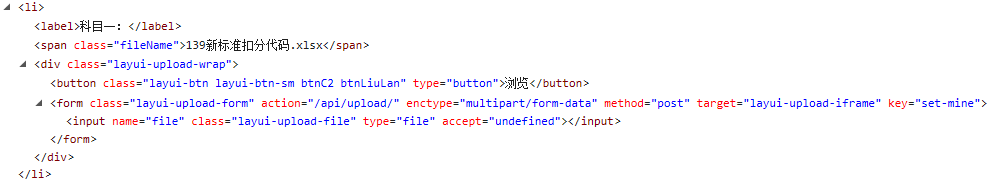 <li>
<label>科目一：</label>
<span class="fileName">139新标准扣分代码.xlsx</span>
<div class="layui-upload-wrap">
<button class="layui-btn layui-btn-sm btnC2 btnLiuLan" type="button">浏览</button>
<form class="layui-upload-form" action="/api/upload/" enctype="multipart/form-data" method="post" target="layui-upload-iframe" key="set-mine">
<input name="file" class="layui-upload-file" type="file" accept="undefined"></input>
</form>
</div>
</li>